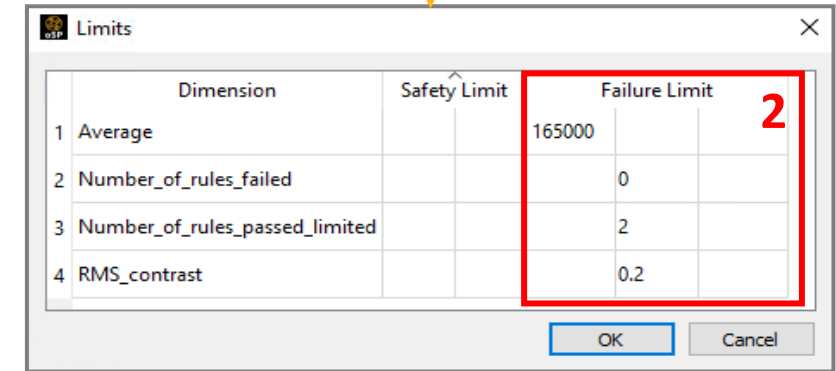 oSP Limits
Dimension Safety Limit Failure Limit 2
1 Average 165000
2 Number_of_rules_failed 0
3 Number_of_rules_passed_limited 2
4 RMS_contrast 0.2
OK Cancel